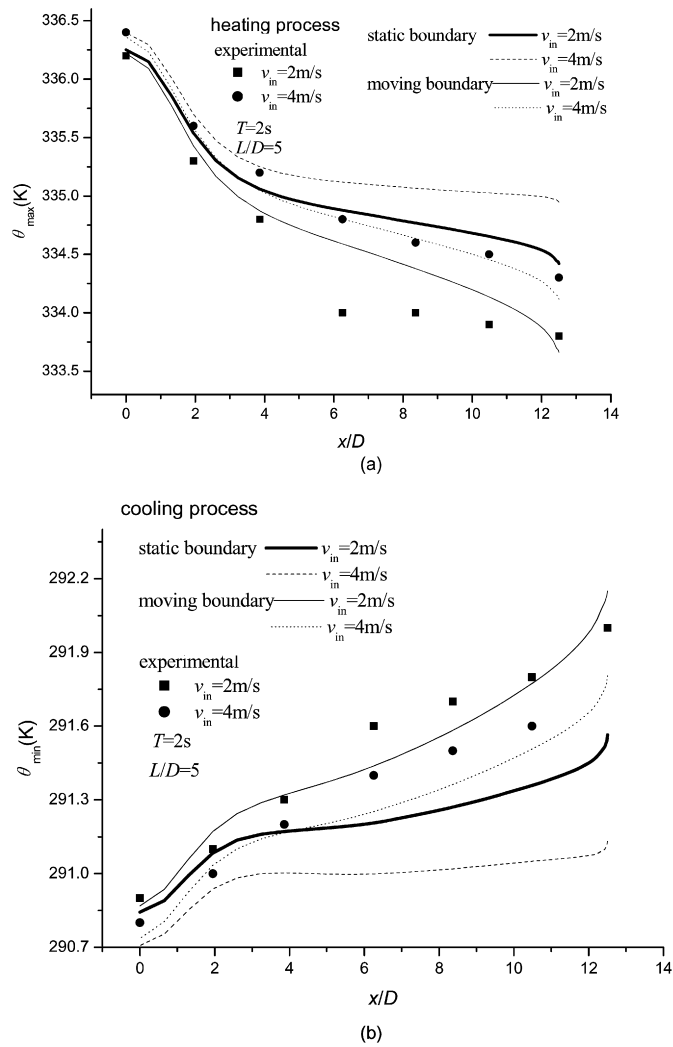 heating process
experimental
v_in=2m/s
v_in=4m/s
T=2s
L/D=5
static boundary v_in=2m/s
v_in=4m/s
moving boundary v_in=2m/s
v_in=4m/s
336.5
336.0
335.5
335.0
334.5
334.0
333.5
θ_max(K)
0 2 4 6 8 10 12 14
x/D
(a)
cooling process
static boundary v_in=2m/s
v_in=4m/s
moving boundary v_in=2m/s
v_in=4m/s
experimental
v_in=2m/s
v_in=4m/s
T=2s
L/D=5
292.2
291.9
291.6
291.3
291.0
290.7
θ_min(K)
0 2 4 6 8 10 12 14
x/D
(b)